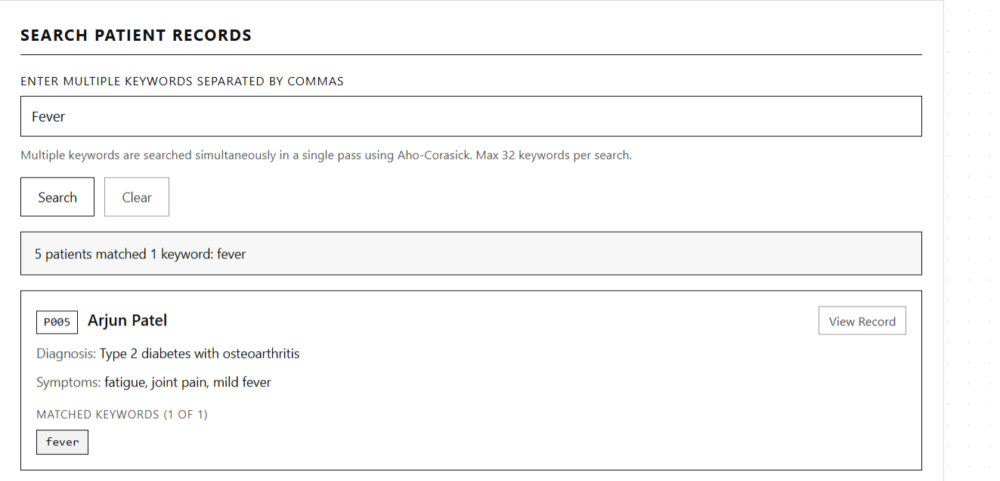 SEARCH PATIENT RECORDS
ENTER MULTIPLE KEYWORDS SEPARATED BY COMMAS
Fever
Multiple keywords are searched simultaneously in a single pass using Aho-Corasick. Max 32 keywords per search.
Search Clear
5 patients matched 1 keyword: fever
P005 Arjun Patel View Record
Diagnosis: Type 2 diabetes with osteoarthritis
Symptoms: fatigue, joint pain, mild fever
MATCHED KEYWORDS (1 OF 1)
fever